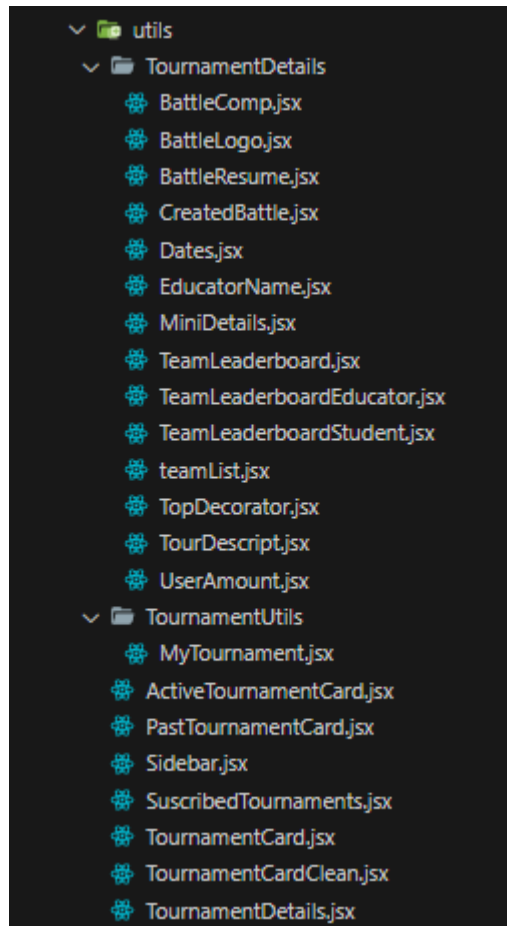 utils
TournamentDetails
BattleComp.jsx
BattleLogo.jsx
BattleResume.jsx
CreatedBattle.jsx
Dates.jsx
EducatorName.jsx
MiniDetails.jsx
TeamLeaderboard.jsx
TeamLeaderboardEducator.jsx
TeamLeaderboardStudent.jsx
teamList.jsx
TopDecorator.jsx
TourDescript.jsx
UserAmount.jsx
TournamentUtils
MyTournament.jsx
ActiveTournamentCard.jsx
PastTournamentCard.jsx
Sidebar.jsx
SuscribedTournaments.jsx
TournamentCard.jsx
TournamentCardClean.jsx
TournamentDetails.jsx